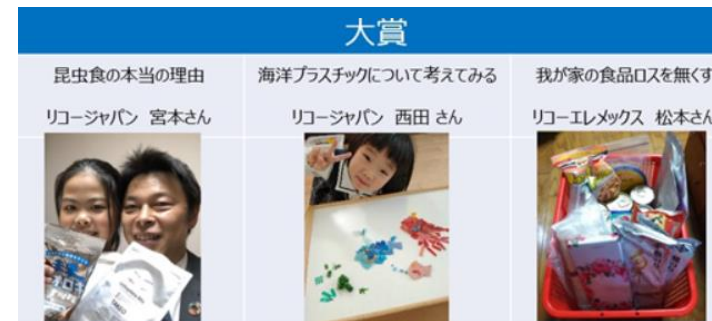 大賞
昆虫食の本当の理由
リコージャパン 宮本さん
海洋プラスチックについて考えてみる
リコージャパン 西田 さん
我が家の食品ロスを無くす
リコーエレメックス 松本さん